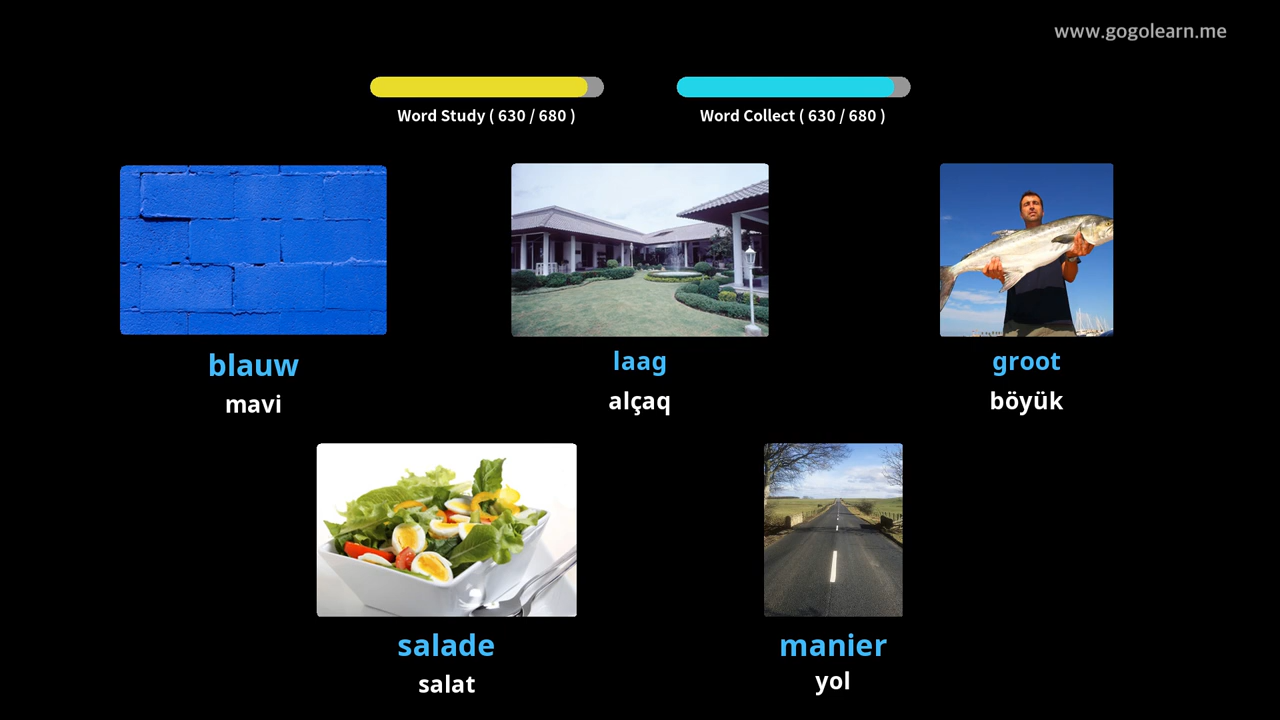 www.gogolearn.me
Word Study ( 630 / 680 )
Word Collect ( 630 / 680 )
blauw
mavi
laag
alçaq
groot
böyük
salade
salat
manier
yol